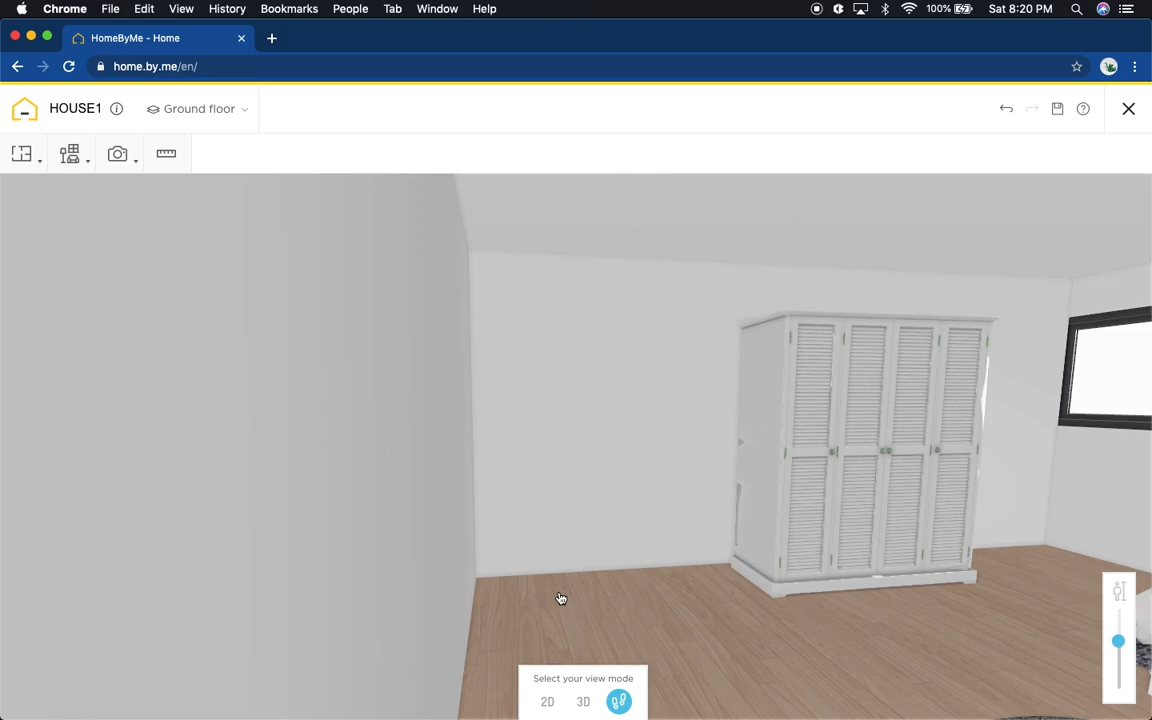 Chrome File Edit View History Bookmarks People Tab Window Help 100% Sat 8:20 PM
HomeByMe - Home
home.by.me/en/
HOUSE1 Ground floor
Select your view mode
2D 3D